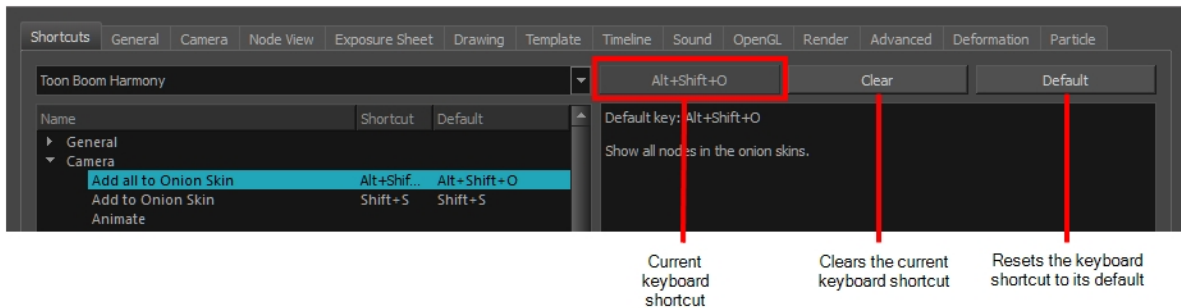 Shortcuts General Camera Node View Exposure Sheet Drawing Template Timeline Sound OpenGL Render Advanced Deformation Particle
Toon Boom Harmony Alt+Shift+O Clear Default
Name Shortcut Default
Default key: Alt+Shift+O
General
Show all nodes in the onion skins.
Camera
Add all to Onion Skin Alt+Shif... Alt+Shift+O
Add to Onion Skin Shift+S Shift+S
Animate
Current
keyboard
shortcut
Clears the current
keyboard shortcut
Resets the keyboard
shortcut to its default